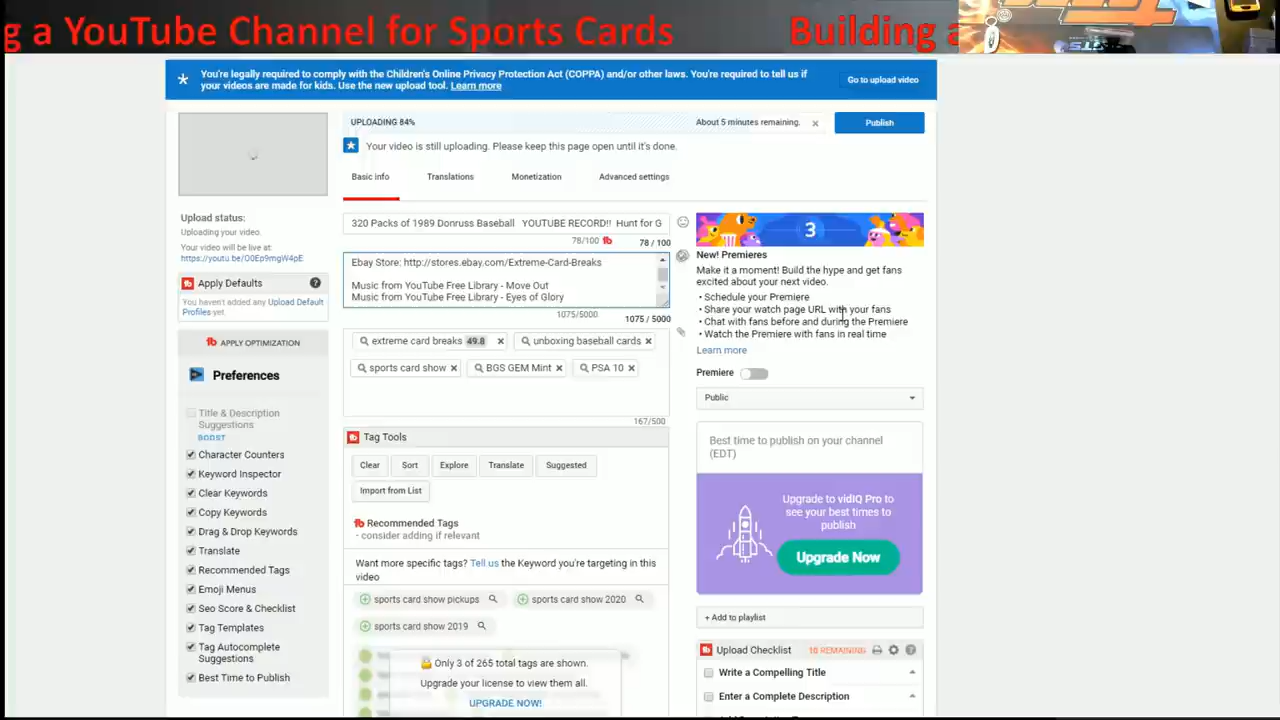 g a YouTube Channel for Sports Cards
Building a
You're legally required to comply with the Children's Online Privacy Protection Act (COPPA) and/or other laws. You're required to tell us if
your videos are made for kids. Use the new upload tool. Learn more
Go to upload video
UPLOADING 84%
About 5 minutes remaining.
Publish
Your video is still uploading. Please keep this page open until it's done.
Basic info
Translations
Monetization
Advanced settings
Upload status:
Uploading your video.
Your video will be live at:
https://youtu.be/O0Ep9mgW4pE
Apply Defaults
You haven't added any Upload Default
Profiles yet.
APPLY OPTIMIZATION
Preferences
Title & Description
Suggestions
BOOST
Character Counters
Keyword Inspector
Clear Keywords
Copy Keywords
Drag & Drop Keywords
Translate
Recommended Tags
Emoji Menus
Seo Score & Checklist
Tag Templates
Tag Autocomplete
Suggestions
Best Time to Publish
320 Packs of 1989 Donruss Baseball YOUTUBE RECORD!! Hunt for G
78/100
78 / 100
Ebay Store: http://stores.ebay.com/Extreme-Card-Breaks
Music from YouTube Free Library - Move Out
Music from YouTube Free Library - Eyes of Glory
1075/5000
1075 / 5000
extreme card breaks 49.8
unboxing baseball cards
sports card show
BGS GEM Mint
PSA 10
167/500
Tag Tools
Clear
Sort
Explore
Translate
Suggested
Import from List
Recommended Tags
- consider adding if relevant
Want more specific tags? Tell us the Keyword you're targeting in this
video
sports card show pickups
sports card show 2020
sports card show 2019
Only 3 of 265 total tags are shown.
Upgrade your license to view them all.
UPGRADE NOW!
3
New! Premieres
Make it a moment! Build the hype and get fans
excited about your next video.
• Schedule your Premiere
• Share your watch page URL with your fans
• Chat with fans before and during the Premiere
• Watch the Premiere with fans in real time
Learn more
Premiere
Public
Best time to publish on your channel
(EDT)
Upgrade to vidIQ Pro to
see your best times to
publish
Upgrade Now
+ Add to playlist
Upload Checklist
10 REMAINING
Write a Compelling Title
Enter a Complete Description